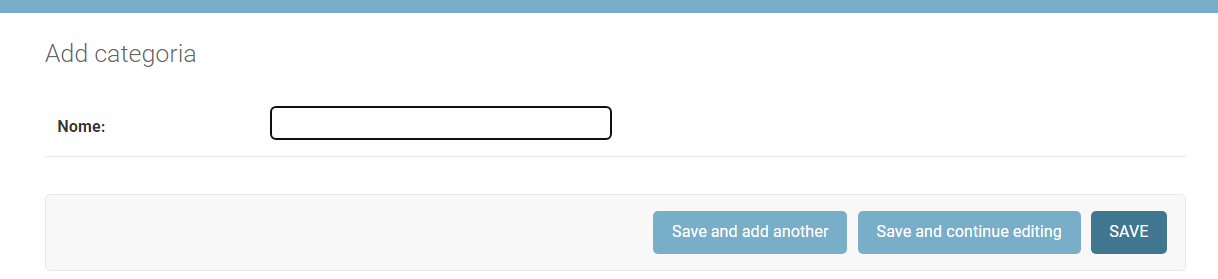 Add categoria
Nome:
Save and add another
Save and continue editing
SAVE